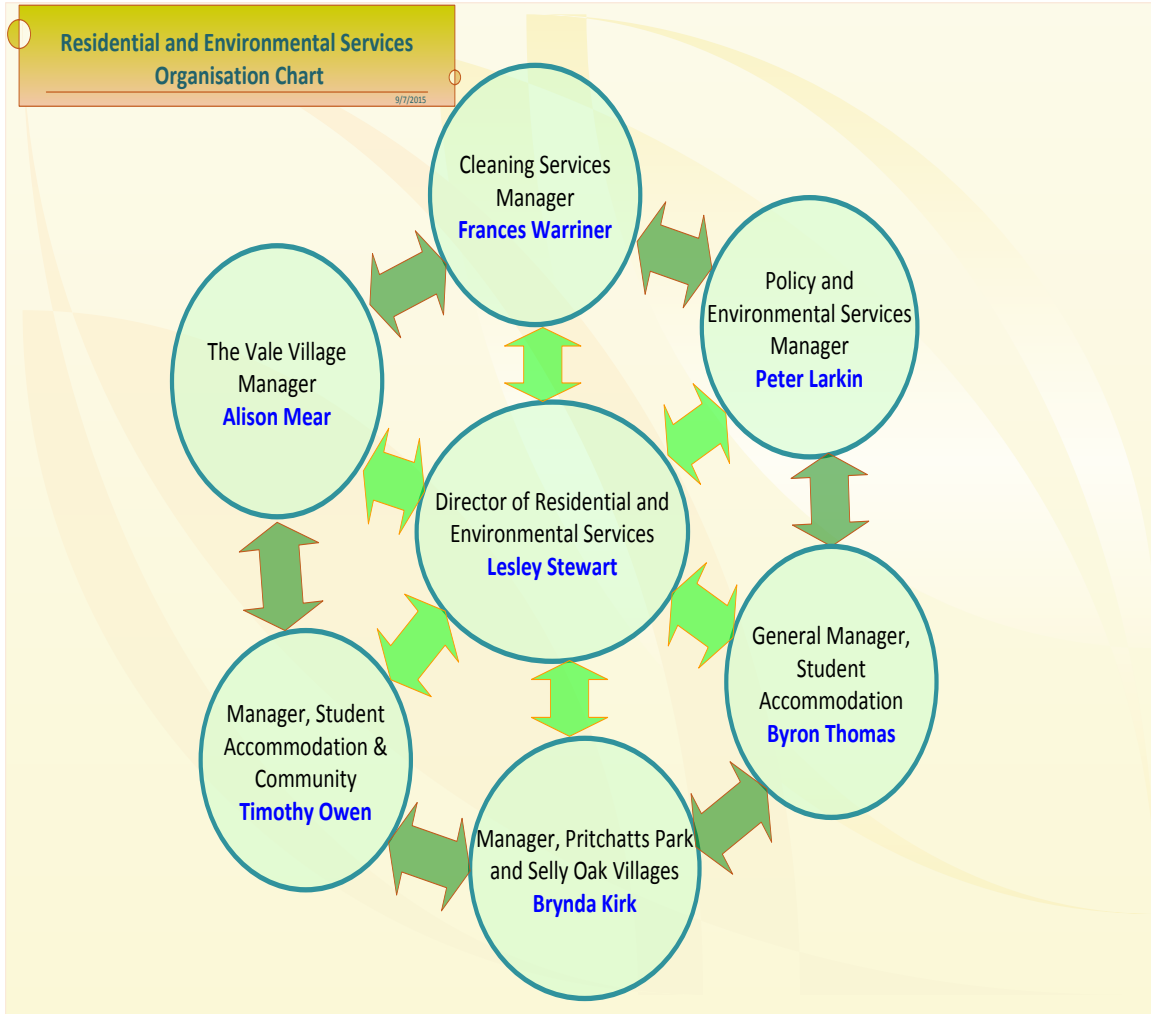 Residential and Environmental Services
Organisation Chart
9/7/2015
Cleaning Services
Manager
Frances Warriner
Policy and
Environmental Services
Manager
Peter Larkin
The Vale Village
Manager
Alison Mear
Director of Residential and
Environmental Services
Lesley Stewart
General Manager,
Student
Accommodation
Byron Thomas
Manager, Student
Accommodation &
Community
Timothy Owen
Manager, Pritchatts Park
and Selly Oak Villages
Brynda Kirk